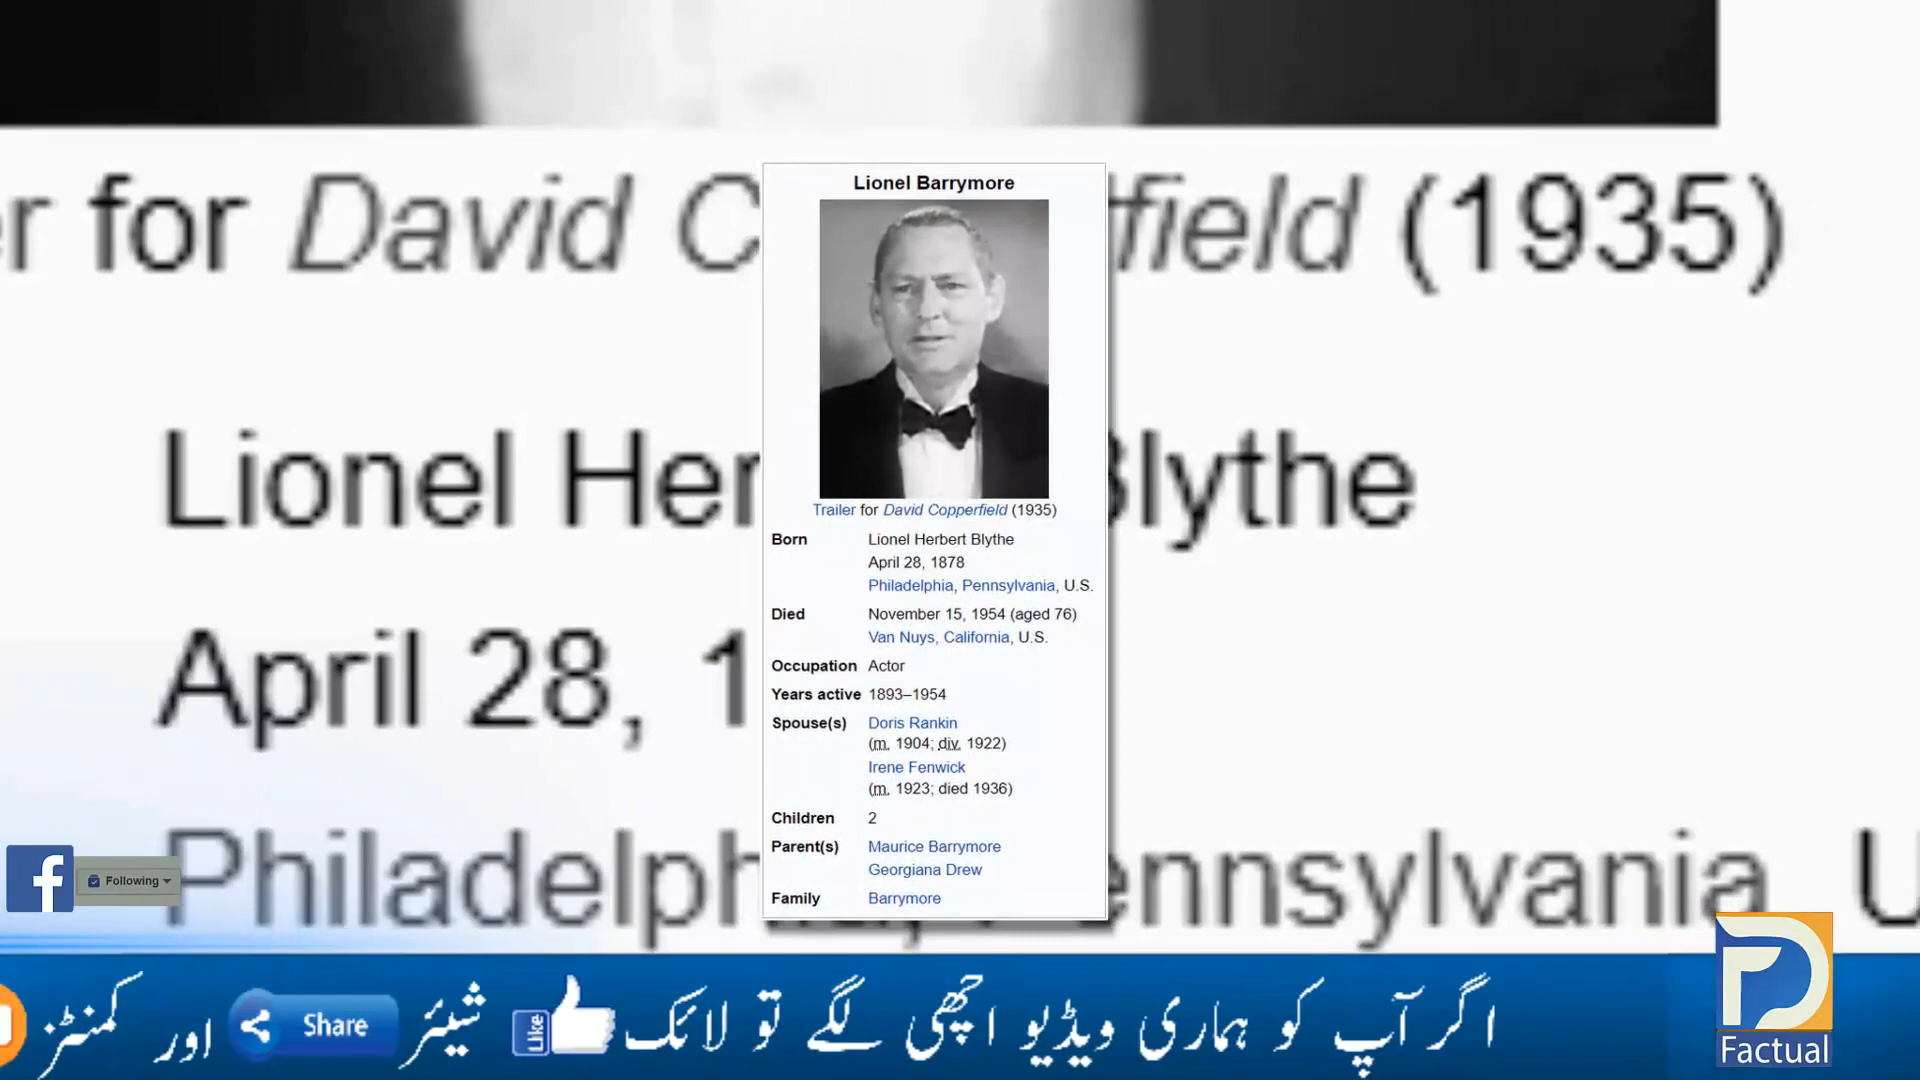 r for David C
field (1935)
Lionel Her
Blythe
April 28, 1
Philadelph
ennsylvania
U
Lionel Barrymore
Trailer for David Copperfield (1935)
Born Lionel Herbert Blythe
April 28, 1878
Philadelphia, Pennsylvania, U.S.
Died November 15, 1954 (aged 76)
Van Nuys, California, U.S.
Occupation Actor
Years active 1893–1954
Spouse(s) Doris Rankin
(m. 1904; div. 1922)
Irene Fenwick
(m. 1923; died 1936)
Children 2
Parent(s) Maurice Barrymore
Georgiana Drew
Family Barrymore
f Following
اگر آپ کو ہماری ویڈیو اچھی لگے تو لائک Like شیئر Share اور کمنٹز
Factual